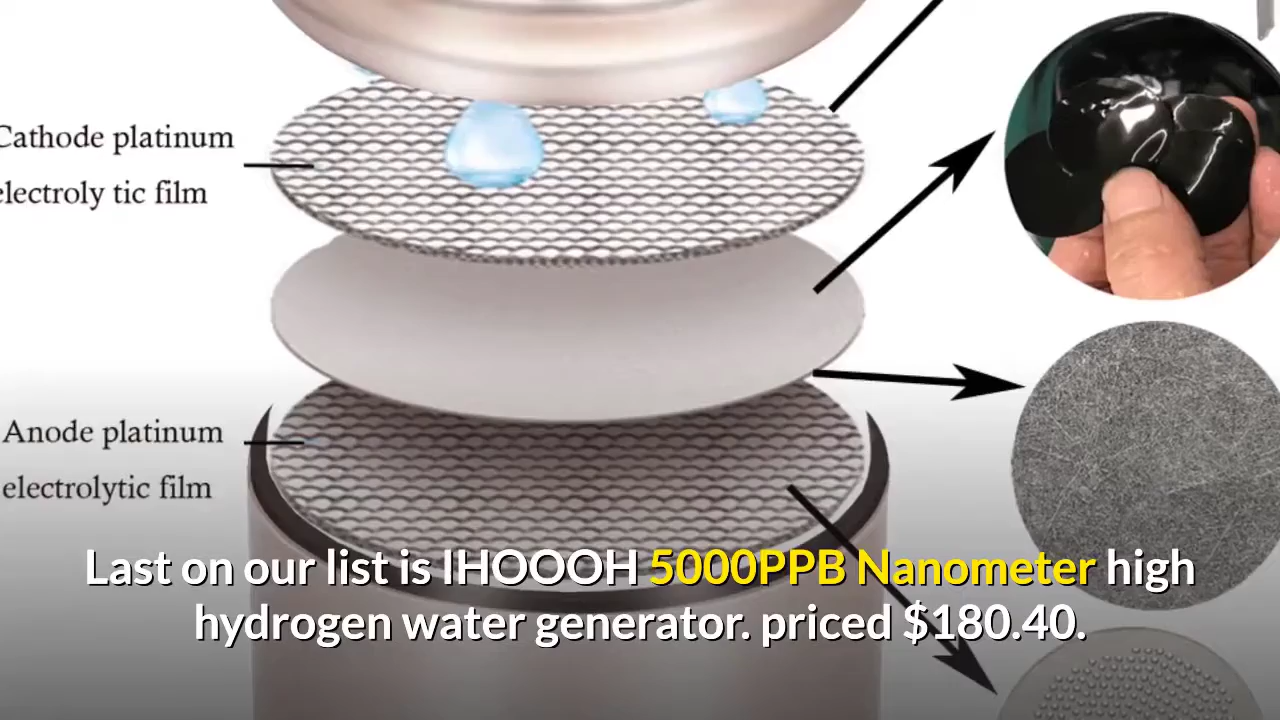 Cathode platinum
electroly tic film
Anode platinum
electrolytic film
Last on our list is IHOOOH 5000PPB Nanometer high
hydrogen water generator. priced $180.40.